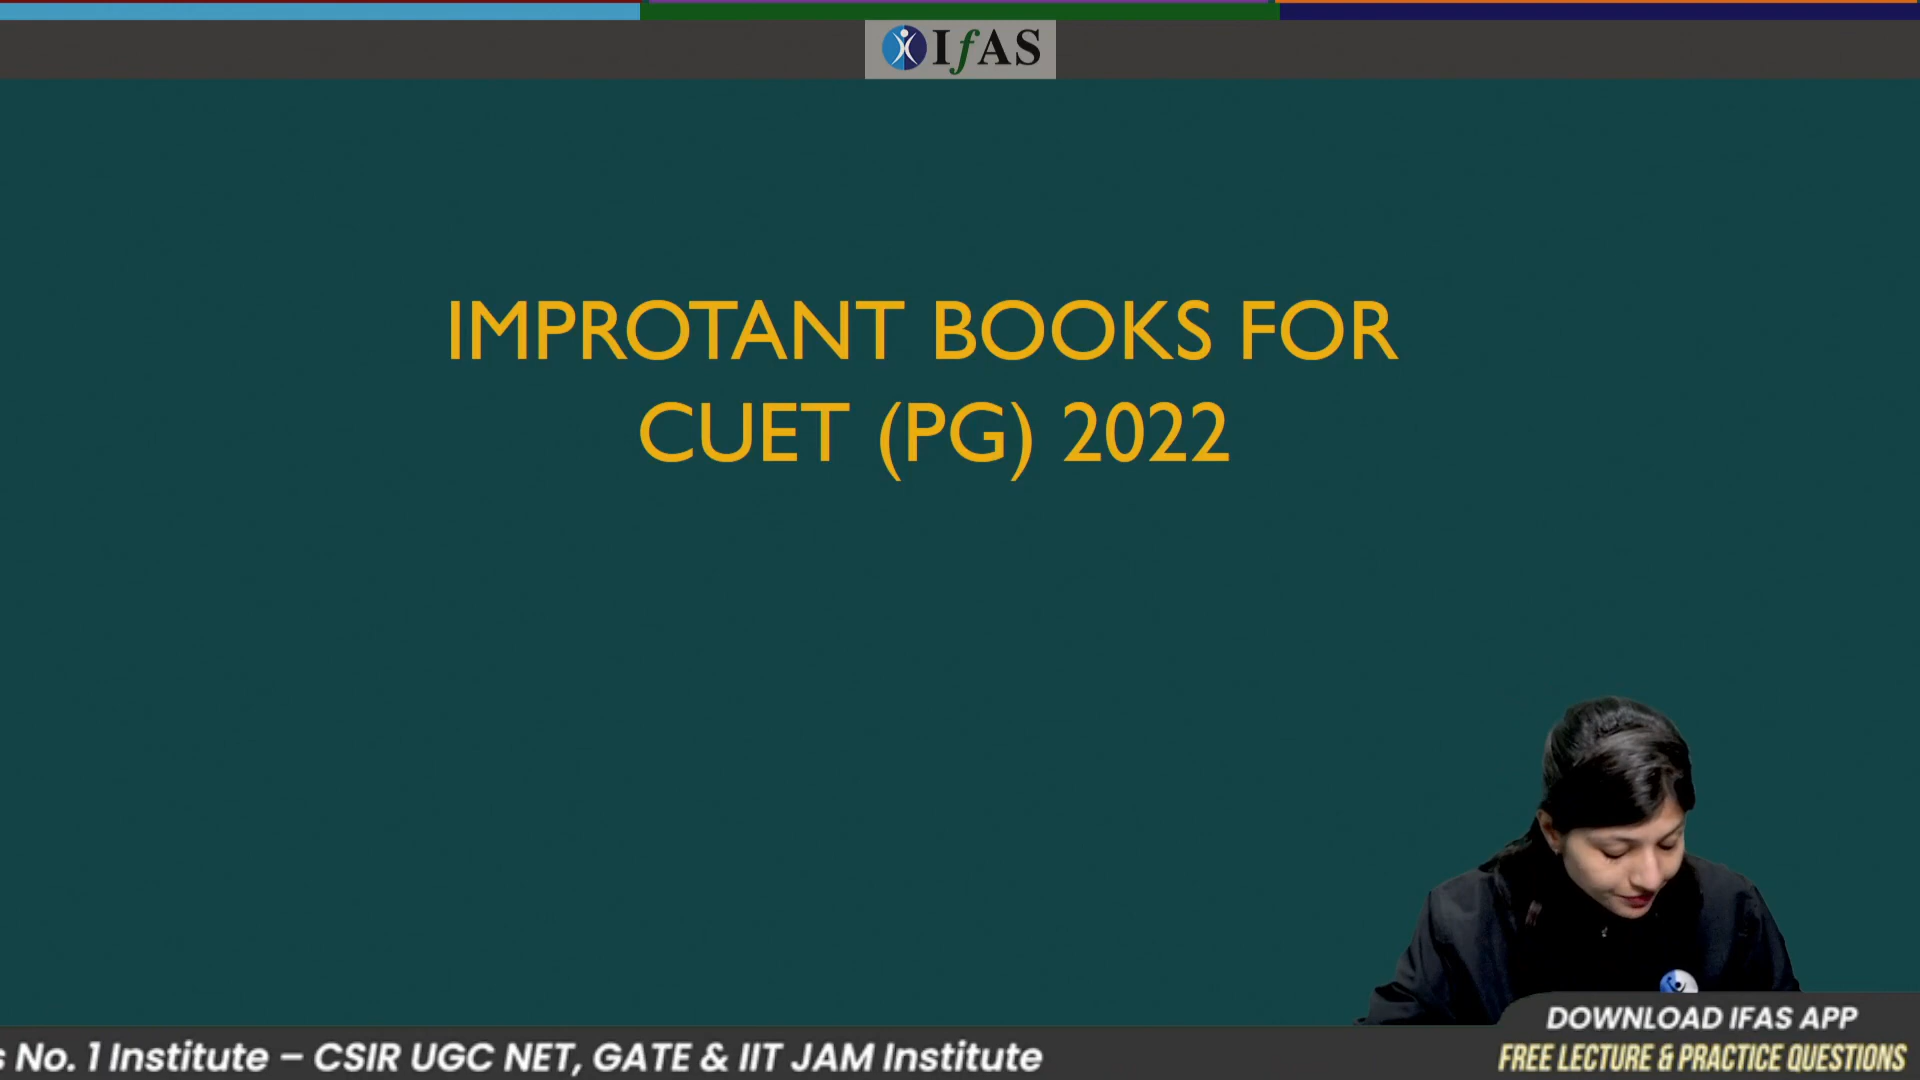 IfAS
IMPROTANT BOOKS FOR
CUET (PG) 2022
DOWNLOAD IFAS APP
s No. 1 Institute – CSIR UGC NET, GATE & IIT JAM Institute
FREE LECTURE & PRACTICE QUESTIONS